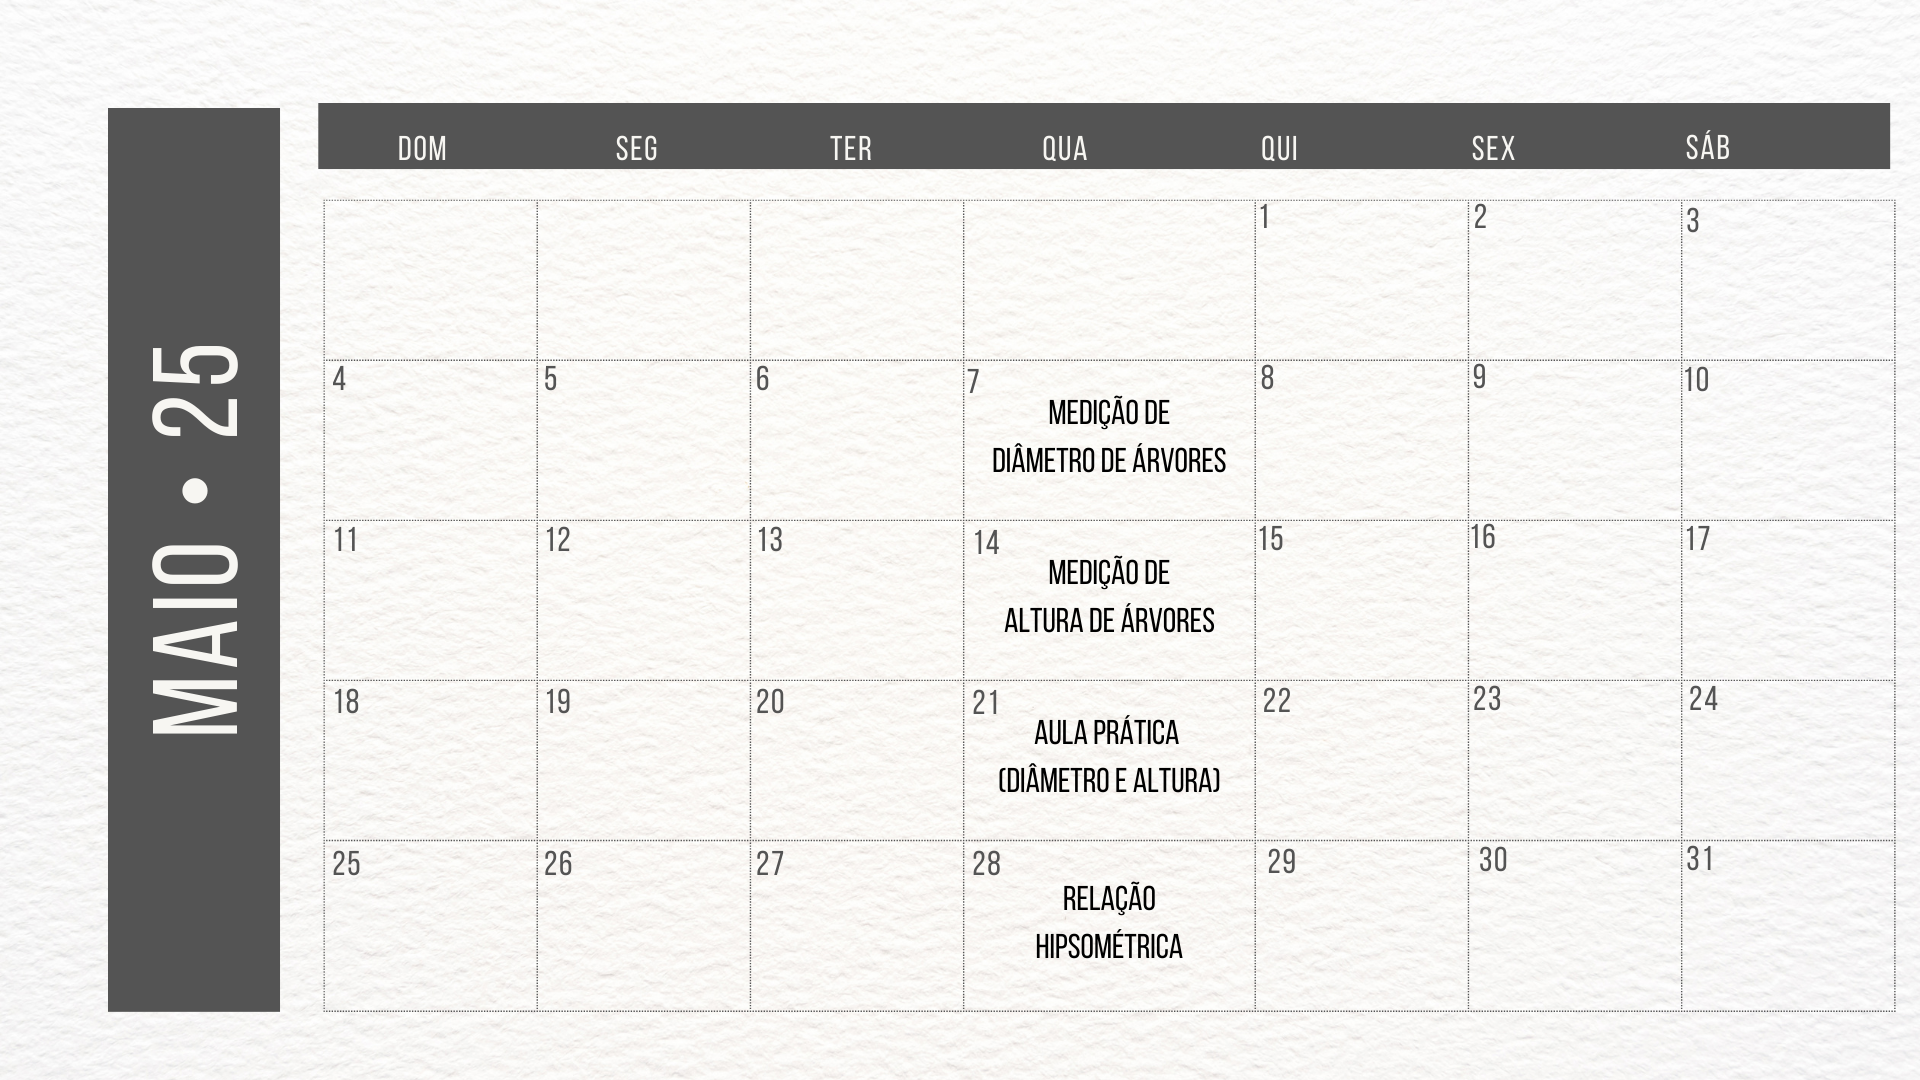 MAIO • 25
DOM SEG TER QUA QUI SEX SÁB
1 2 3
4 5 6 7 8 9 10
MEDIÇÃO DE
DIÂMETRO DE ÁRVORES
11 12 13 14 15 16 17
MEDIÇÃO DE
ALTURA DE ÁRVORES
18 19 20 21 22 23 24
AULA PRÁTICA
(DIÂMETRO E ALTURA)
25 26 27 28 29 30 31
RELAÇÃO
HIPSOMÉTRICA